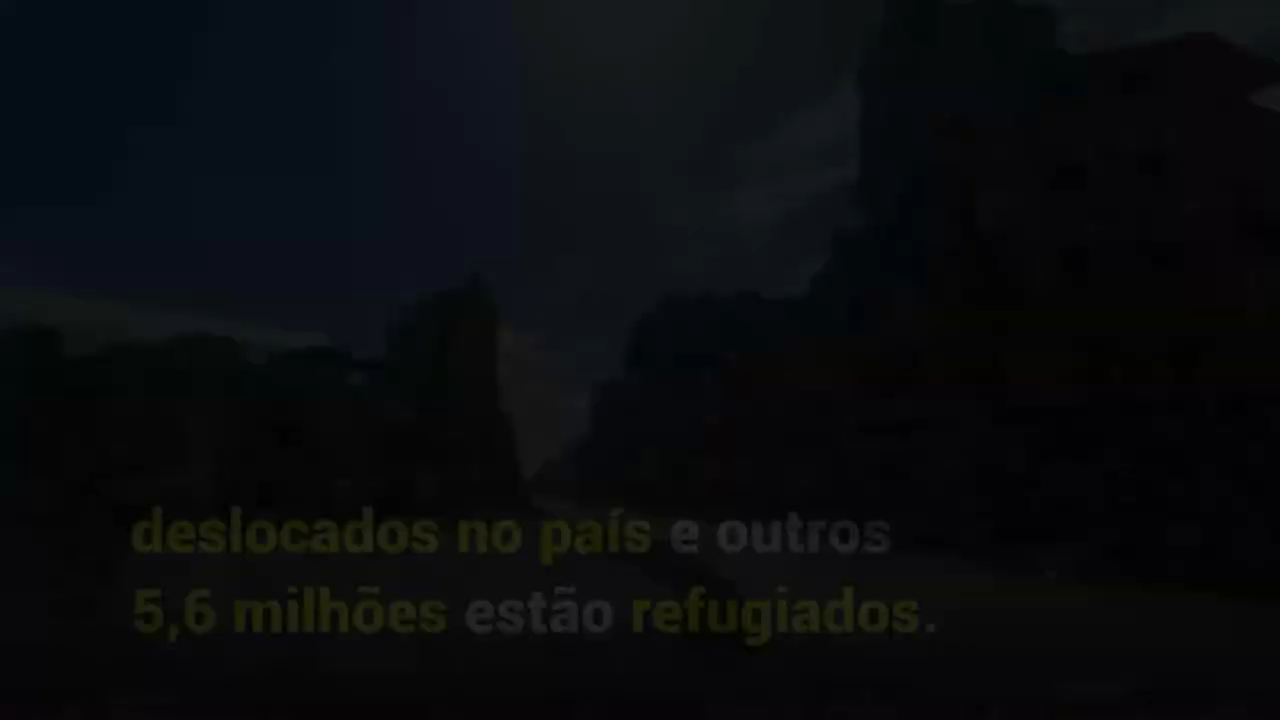 deslocados no país e outros
5,6 milhões estão refugiados.